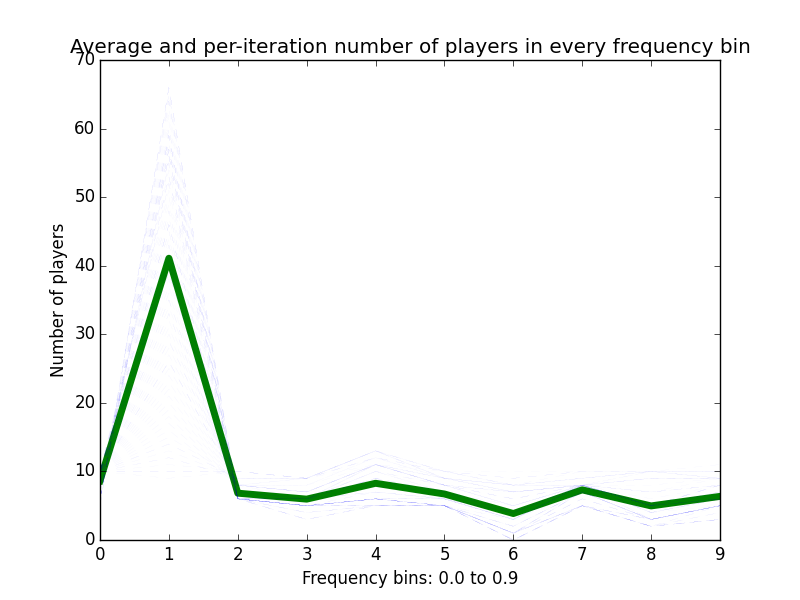 Average and per-iteration number of players in every frequency bin
70
60
50
40
30
20
10
0
Number of players
0 1 2 3 4 5 6 7 8 9
Frequency bins: 0.0 to 0.9